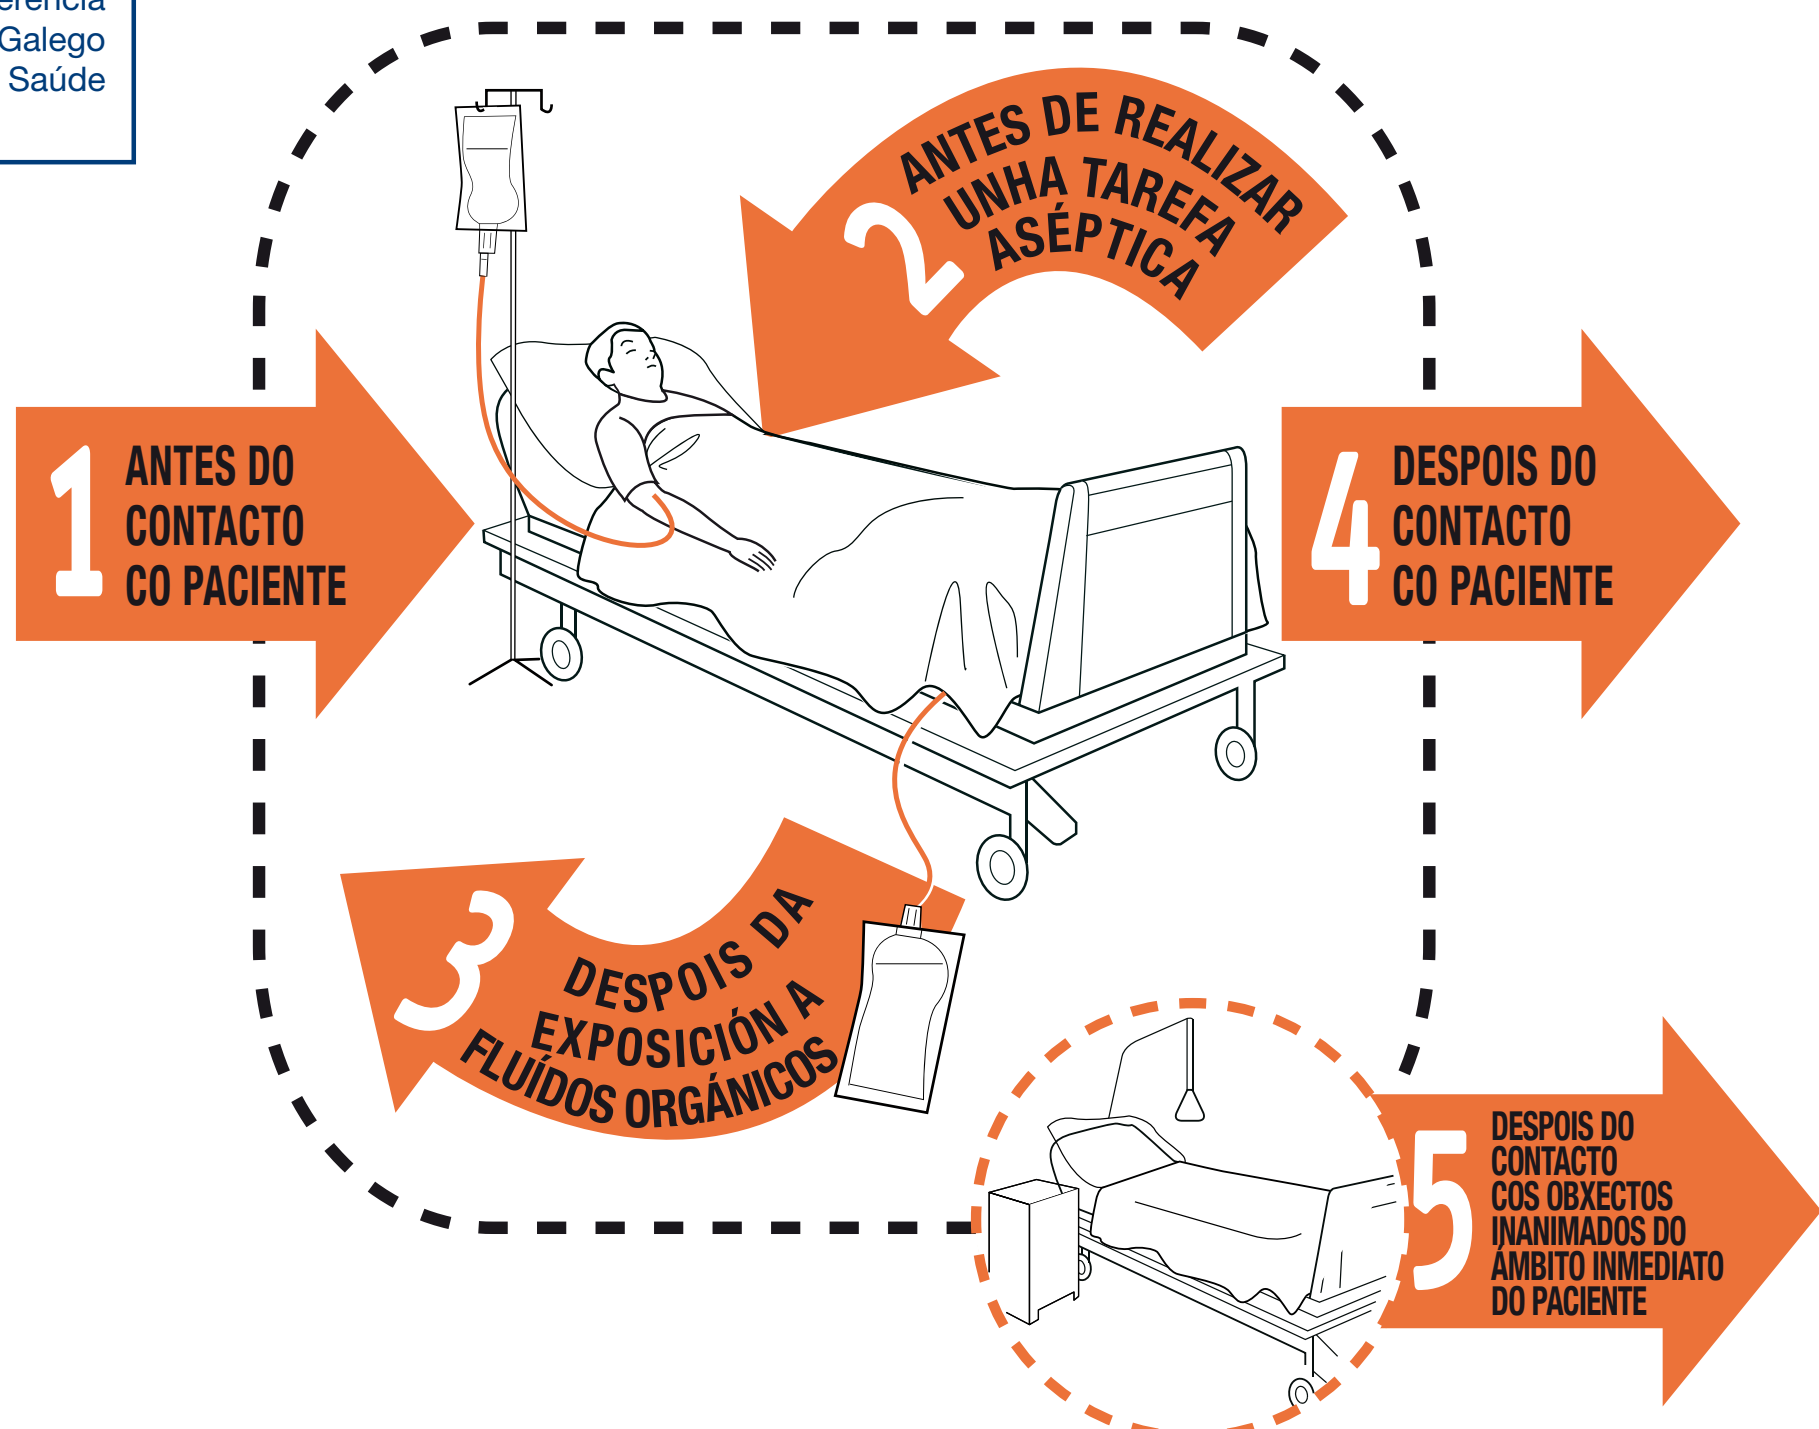 Galego
Saúde
1
ANTES DO
CONTACTO
CO PACIENTE
2
ANTES DE REALIZAR
UNHA TAREFA
ASÉPTICA
3
DESPOIS DA
EXPOSICIÓN A
FLUÍDOS ORGÁNICOS
4
DESPOIS DO
CONTACTO
CO PACIENTE
5
DESPOIS DO
CONTACTO
COS OBXECTOS
INANIMADOS DO
ÁMBITO INMEDIATO
DO PACIENTE